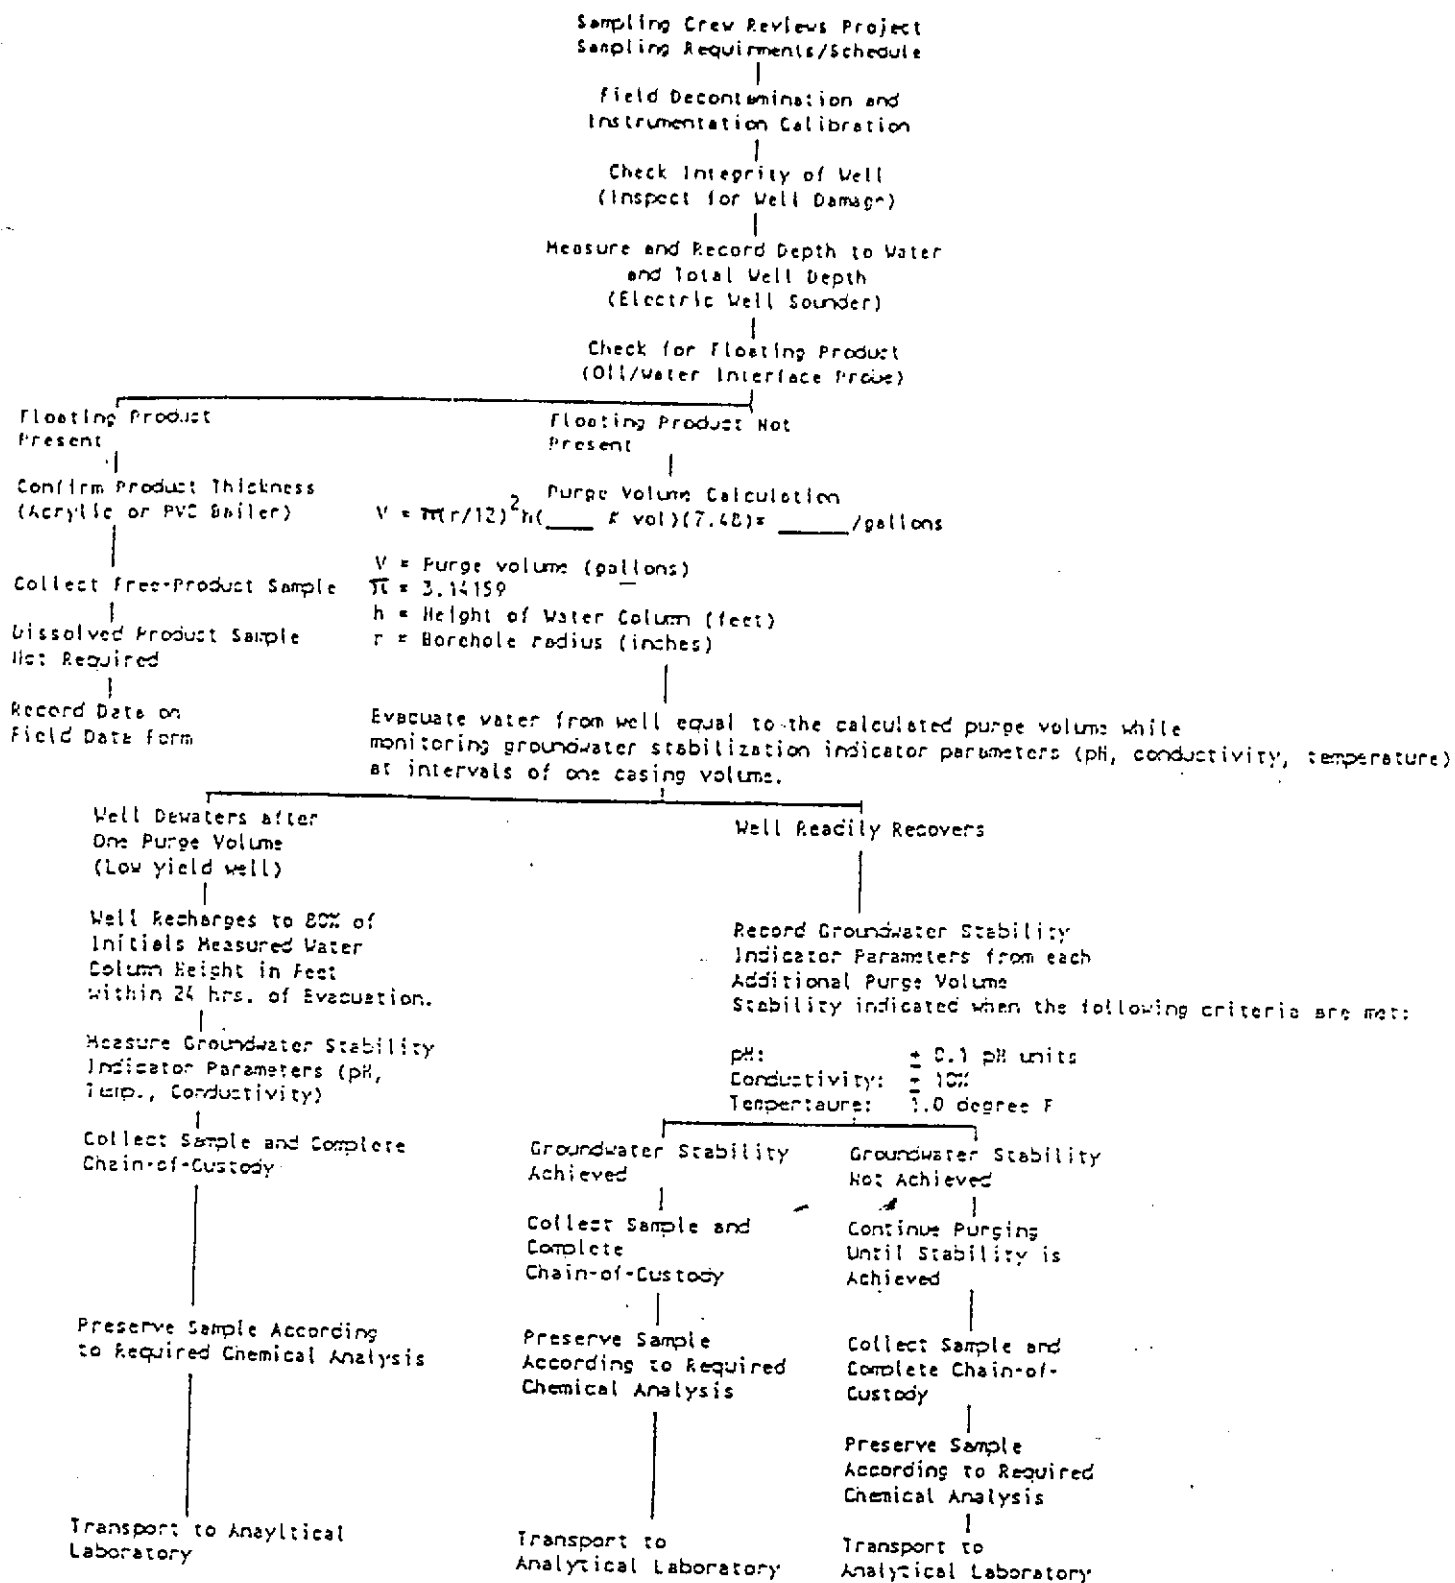 Sampling Crew Reviews Project
Sampling Requirments/Schedule
Field Decontamination and
Instrumentation Calibration
Check Integrity of Well
(Inspect for Well Damage)
Measure and Record Depth to Water
and Total Well Depth
(Electric Well Sounder)
Check for Floating Product
(Oil/Water Interface Probe)
Floating Product
Present
Confirm Product Thickness
(Acrylic or PVC Bailer)
Collect Free-Product Sample
Dissolved Product Sample
Not Required
Record Data on
Field Data Form
Floating Product Not
Present
Purge Volume Calculation
V = π(r/12)²h(____ # vol)(7.48)= ______/gallons
V = Purge volume (gallons)
π = 3.14159
h = Height of Water Column (feet)
r = Borehole radius (inches)
Evacuate water from well equal to the calculated purge volume while
monitoring groundwater stabilization indicator parameters (pH, conductivity, temperature)
at intervals of one casing volume.
Well Dewaters after
One Purge Volume
(Low yield well)
Well Recharges to 80% of
Initials Measured Water
Column Height in Feet
within 24 hrs. of Evacuation.
Measure Groundwater Stability
Indicator Parameters (pH,
Temp., Conductivity)
Collect Sample and Complete
Chain-of-Custody
Preserve Sample According
to Required Chemical Analysis
Transport to Anayltical
Laboratory
Well Readily Recovers
Record Groundwater Stability
Indicator Parameters from each
Additional Purge Volume
Stability indicated when the following criteria are met:
pH: ± 0.1 pH units
Conductivity: ± 10%
Tempertaure: 1.0 degree F
Groundwater Stability
Achieved
Collect Sample and
Complete
Chain-of-Custody
Preserve Sample
According to Required
Chemical Analysis
Transport to
Analytical Laboratory
Groundwater Stability
Not Achieved
Continue Purging
Until Stability is
Achieved
Collect Sample and
Complete Chain-of-
Custody
Preserve Sample
According to Required
Chemical Analysis
Transport to
Analytical Laboratory